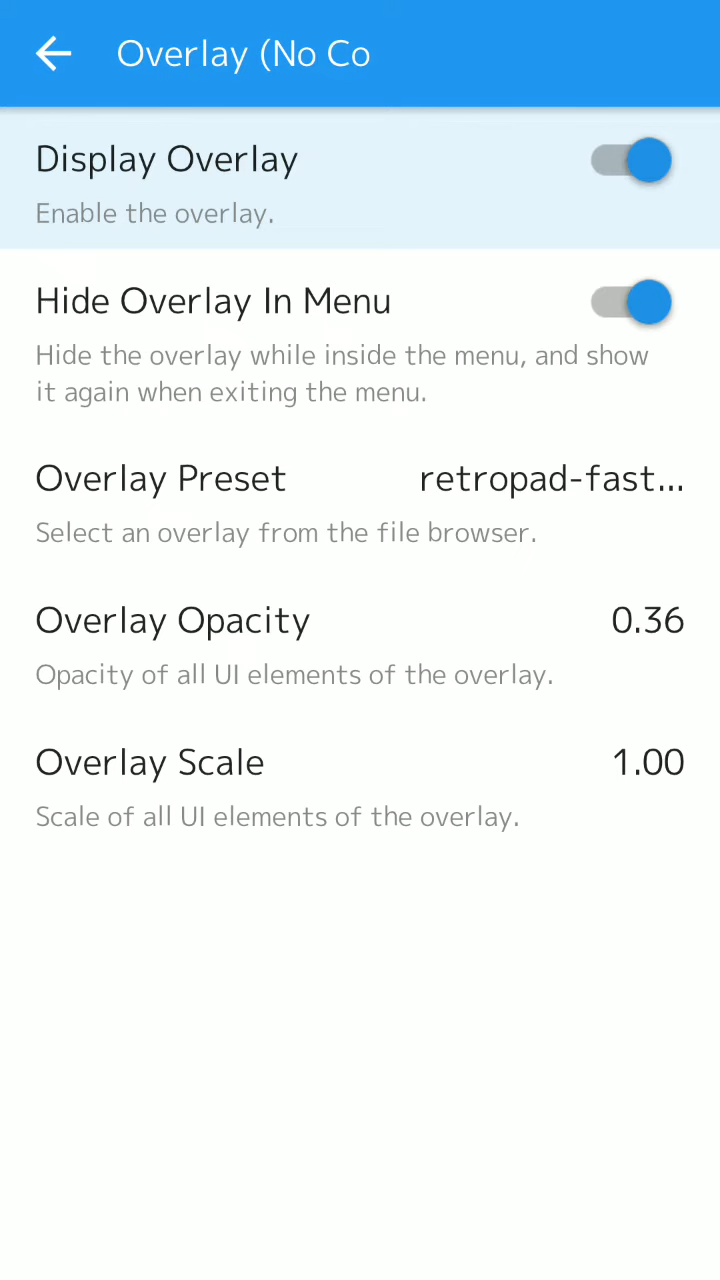 Overlay (No Co
Display Overlay
Enable the overlay.
Hide Overlay In Menu
Hide the overlay while inside the menu, and show
it again when exiting the menu.
Overlay Preset retropad-fast...
Select an overlay from the file browser.
Overlay Opacity 0.36
Opacity of all UI elements of the overlay.
Overlay Scale 1.00
Scale of all UI elements of the overlay.